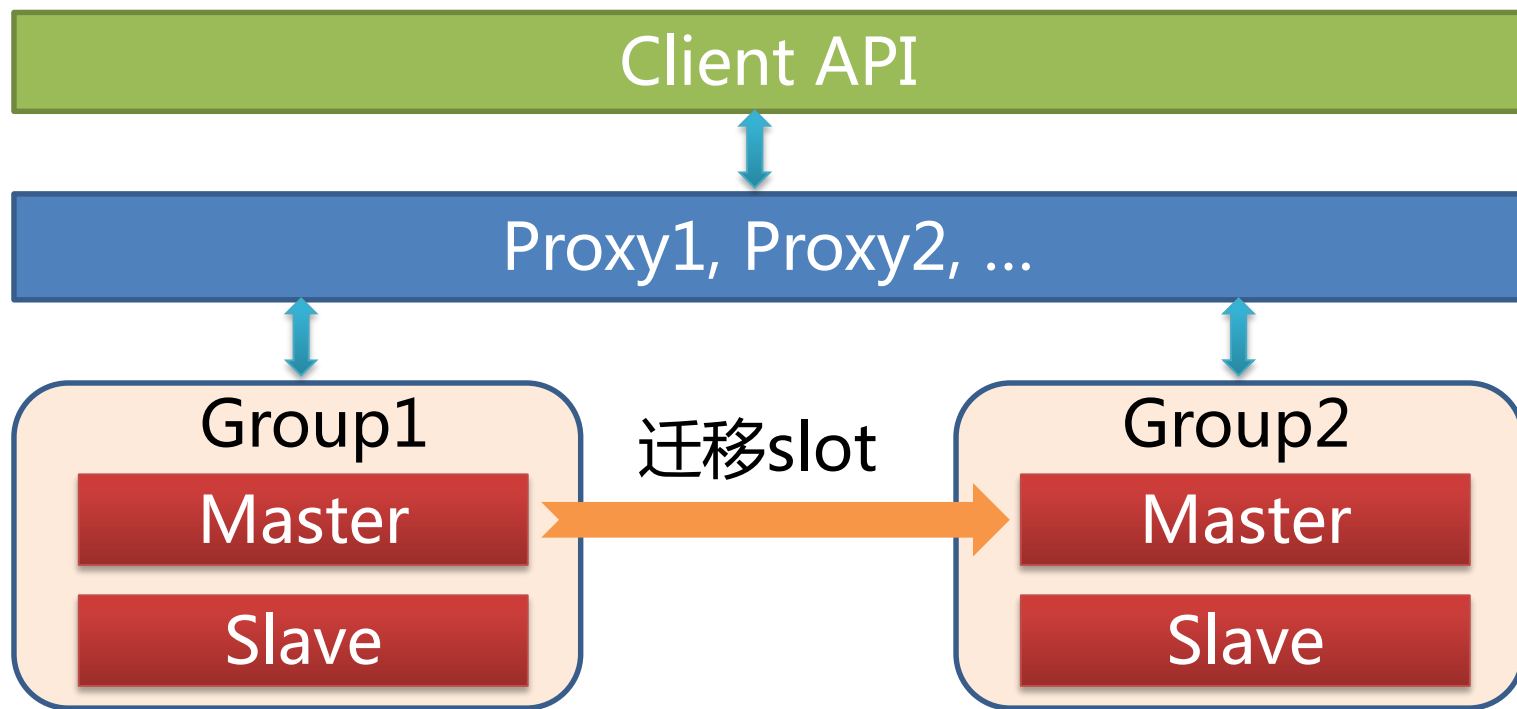 Client API
Proxy1, Proxy2, ...
Group1
Master
Slave
迁移slot
Group2
Master
Slave